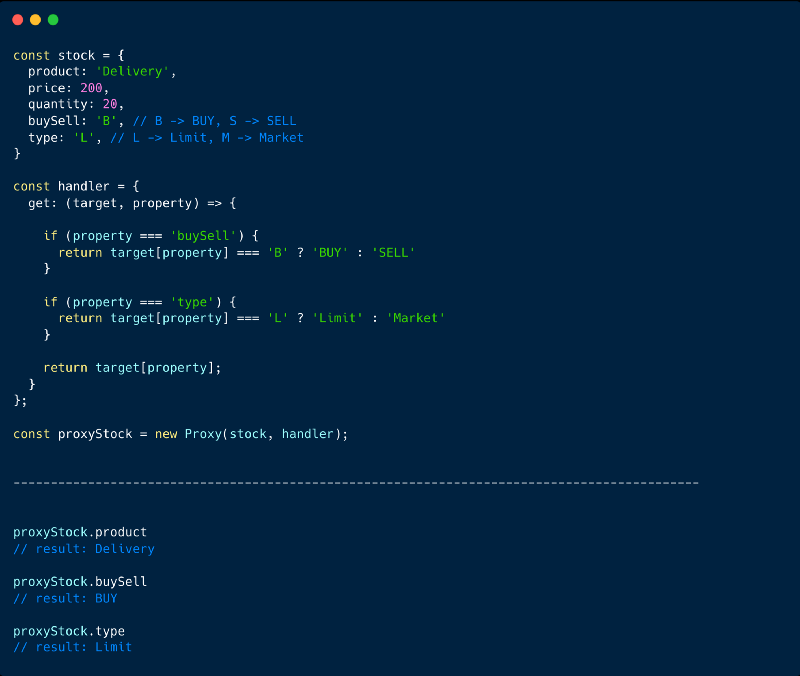 const stock = {
  product: 'Delivery',
  price: 200,
  quantity: 20,
  buySell: 'B', // B -> BUY, S -> SELL
  type: 'L', // L -> Limit, M -> Market
}
const handler = {
  get: (target, property) => {
    if (property === 'buySell') {
      return target[property] === 'B' ? 'BUY' : 'SELL'
    }
    if (property === 'type') {
      return target[property] === 'L' ? 'Limit' : 'Market'
    }
    return target[property];
  }
};
const proxyStock = new Proxy(stock, handler);
--------------------------------------------------------------------------------------------
proxyStock.product
// result: Delivery
proxyStock.buySell
// result: BUY
proxyStock.type
// result: Limit